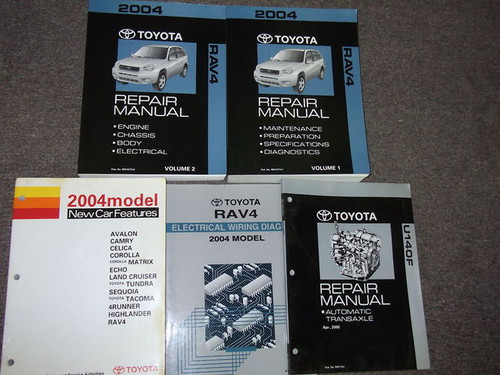 2004
TOYOTA
RAV4
REPAIR
MANUAL
• ENGINE
• CHASSIS
• BODY
• ELECTRICAL
VOLUME 2
2004
TOYOTA
RAV4
REPAIR
MANUAL
• MAINTENANCE
• PREPARATION
• SPECIFICATIONS
• DIAGNOSTICS
VOLUME 1
2004model
New Car Features
AVALON
CAMRY
CELICA
COROLLA
COROLLA MATRIX
ECHO
LAND CRUISER
TOYOTA TUNDRA
SEQUOIA
TOYOTA TACOMA
4RUNNER
HIGHLANDER
RAV4
TOYOTA
TOYOTA
RAV4
ELECTRICAL WIRING DIAG
2004 MODEL
TOYOTA
U140F
REPAIR
MANUAL
• AUTOMATIC
TRANSAXLE